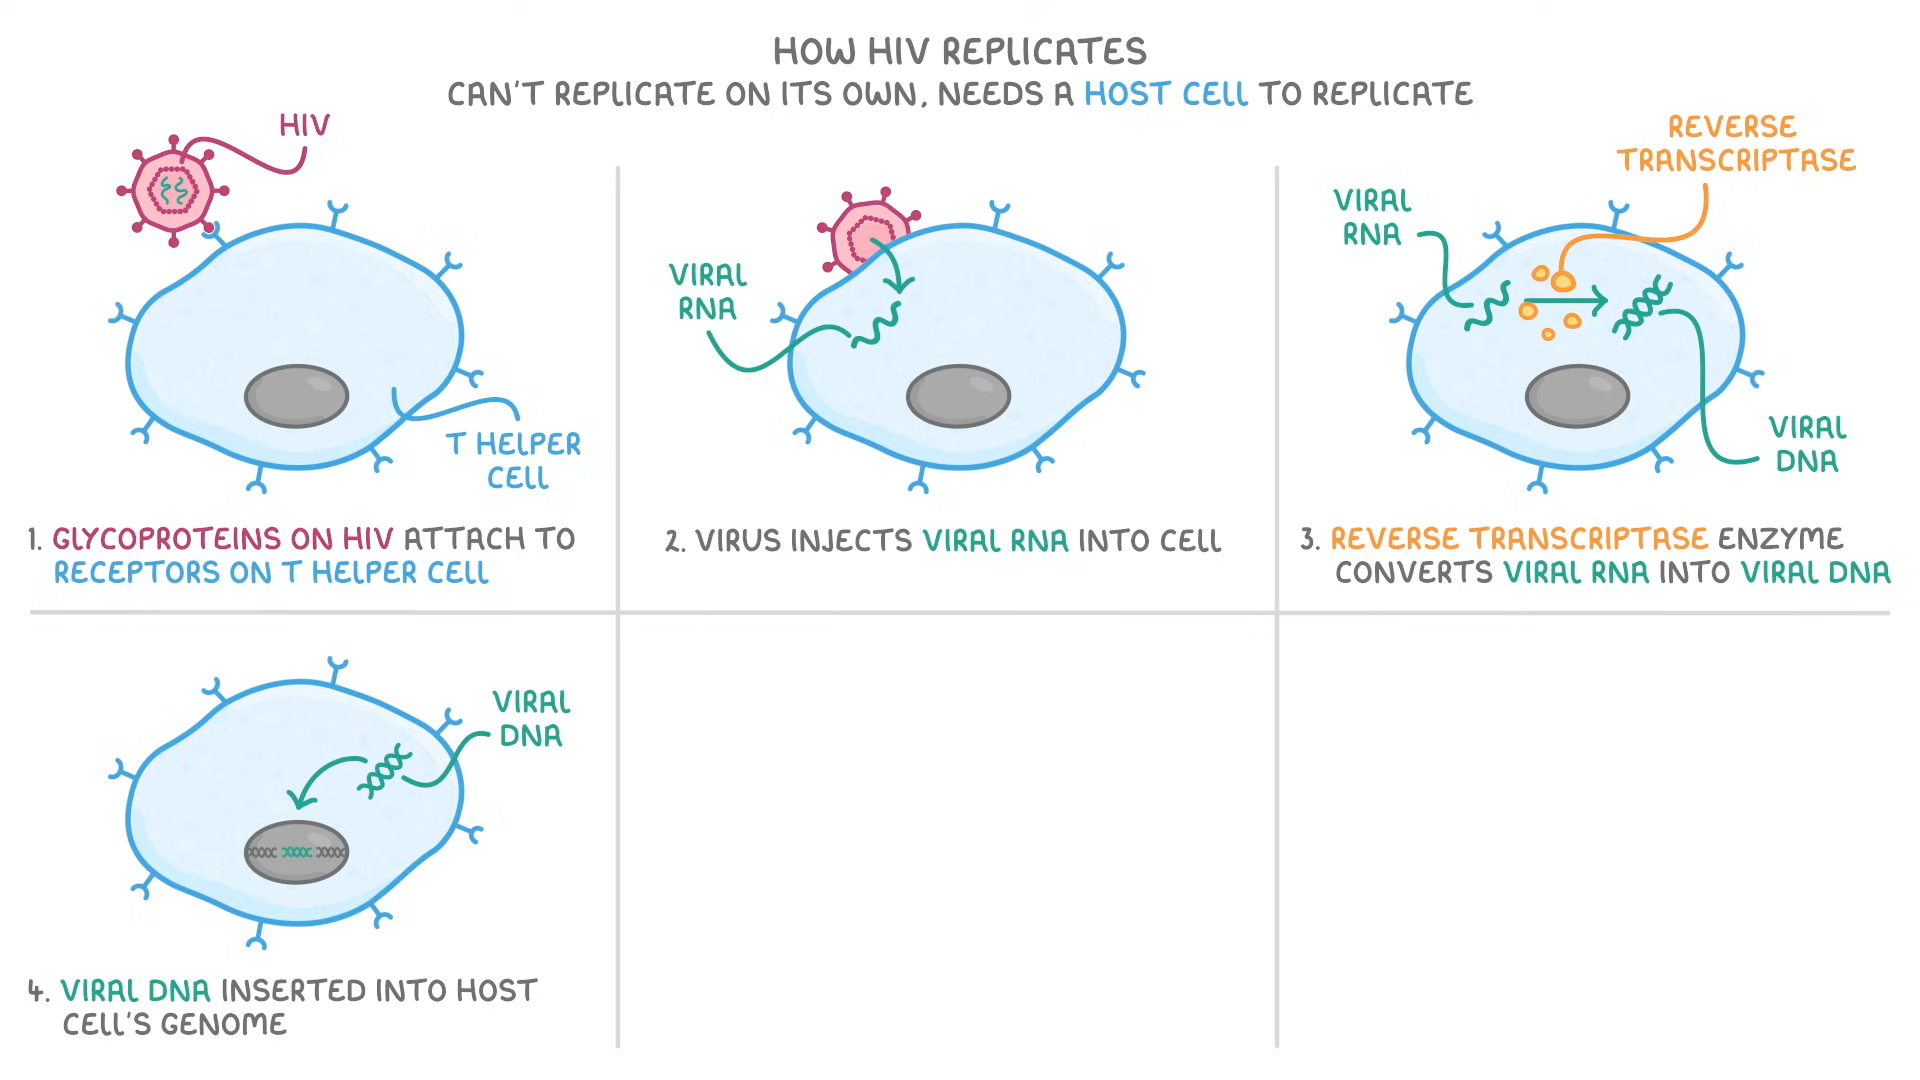 HOW HIV REPLICATES
CAN'T REPLICATE ON ITS OWN, NEEDS A HOST CELL TO REPLICATE
HIV
T HELPER
CELL
1. GLYCOPROTEINS ON HIV ATTACH TO
RECEPTORS ON T HELPER CELL
VIRAL
RNA
2. VIRUS INJECTS VIRAL RNA INTO CELL
REVERSE
TRANSCRIPTASE
VIRAL
RNA
VIRAL
DNA
3. REVERSE TRANSCRIPTASE ENZYME
CONVERTS VIRAL RNA INTO VIRAL DNA
VIRAL
DNA
4. VIRAL DNA INSERTED INTO HOST
CELL'S GENOME